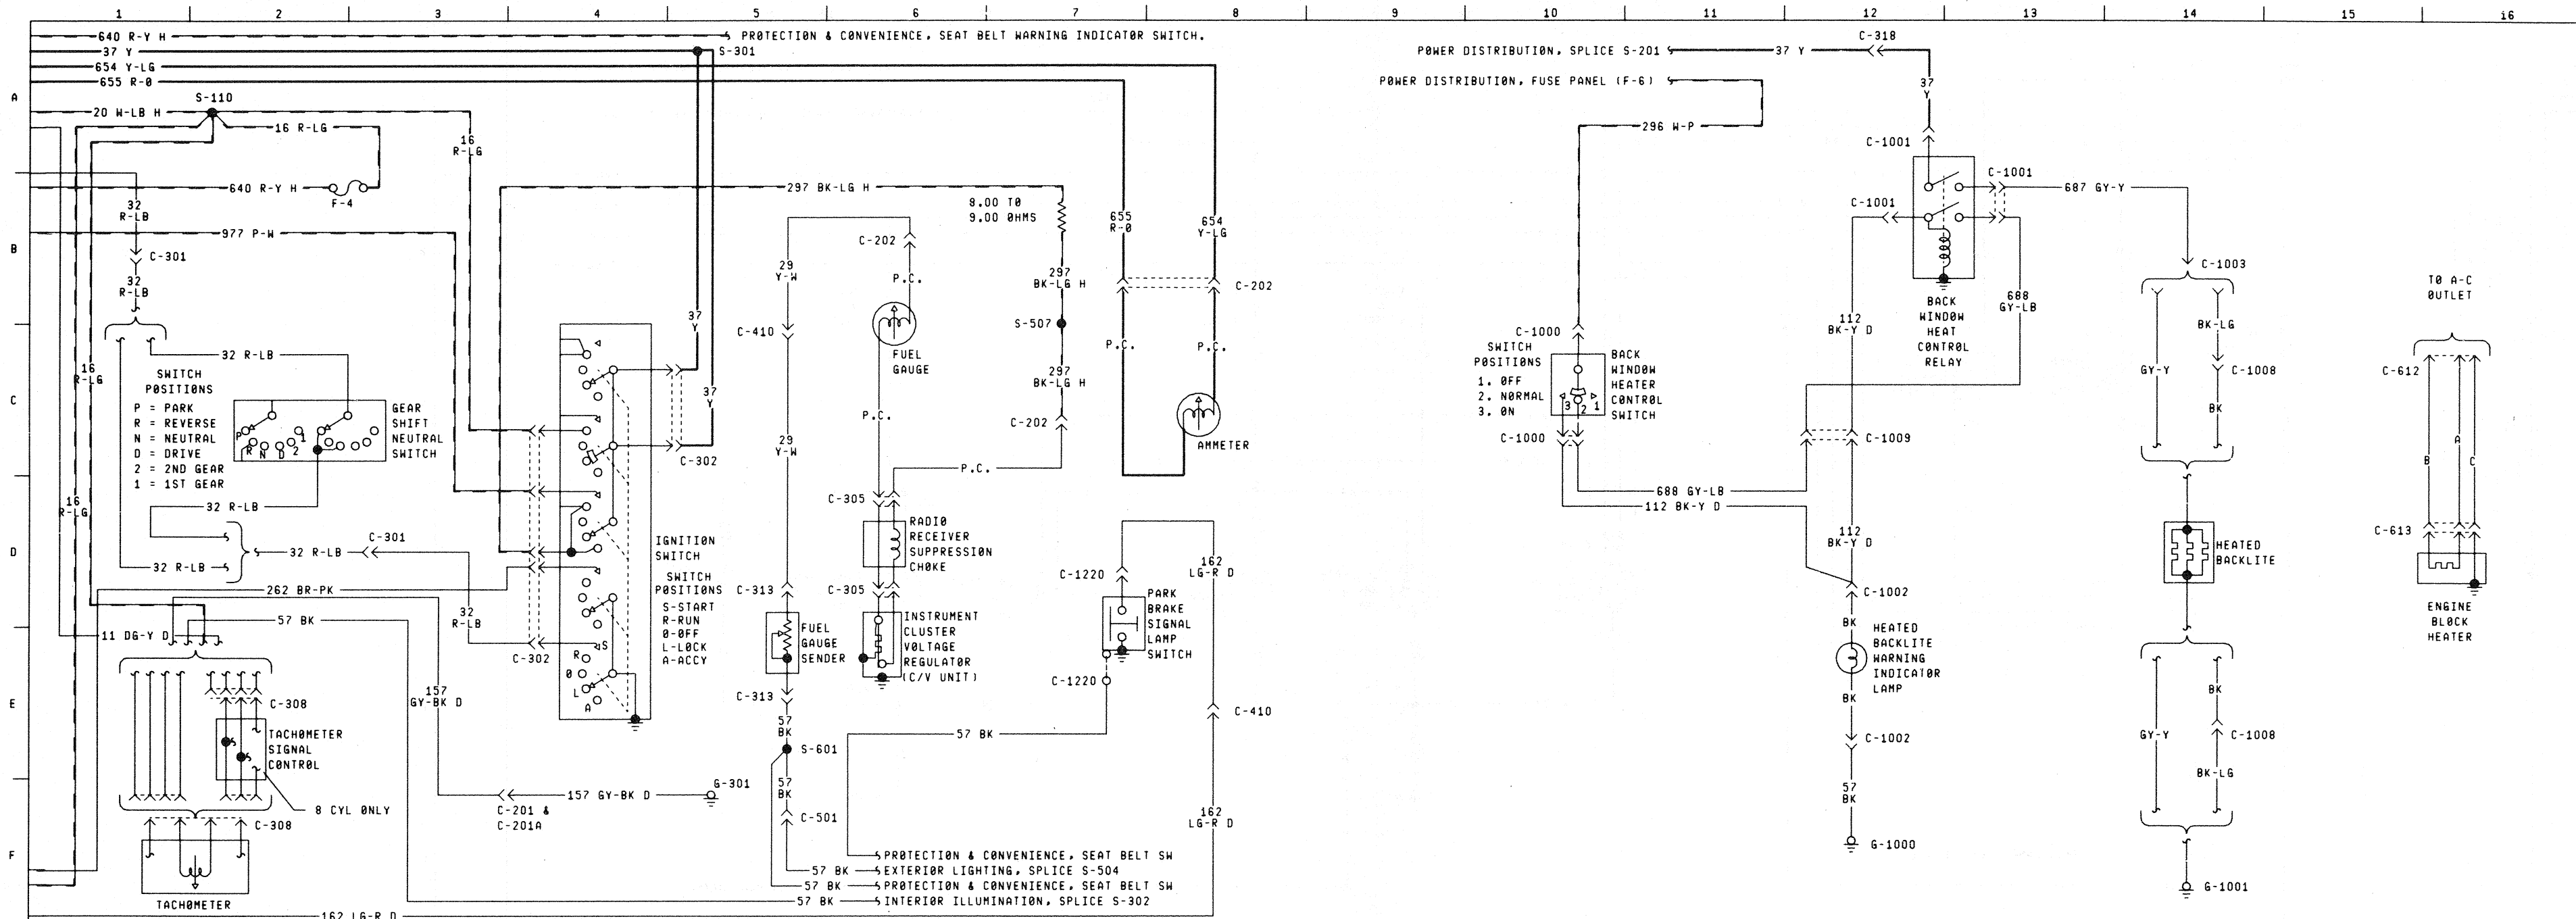 1 2 3 4 5 6 7 8 9 10 11 12 13 14 15 16
A
B
C
D
E
F
640 R-Y H
PROTECTION & CONVENIENCE, SEAT BELT WARNING INDICATOR SWITCH.
37 Y
S-301
654 Y-LG
655 R-O
S-110
20 W-LB H
16 R-LG
16
R-LG
640 R-Y H
F-4
32
R-LB
977 P-W
C-301
32
R-LB
32 R-LB
SWITCH
POSITIONS
P = PARK
R = REVERSE
N = NEUTRAL
D = DRIVE
2 = 2ND GEAR
1 = 1ST GEAR
P
R N D 2
1
GEAR
SHIFT
NEUTRAL
SWITCH
16
R-LG
16
R-LG
32 R-LB
32 R-LB
C-301
32 R-LB
262 BR-PK
57 BK
11 DG-Y D
32
R-LB
157
GY-BK D
C-308
TACHOMETER
SIGNAL
CONTROL
8 CYL ONLY
C-308
TACHOMETER
162 LG-R D
C-201 &
C-201A
157 GY-BK D
G-301
297 BK-LG H
37
Y
37
Y
C-302
IGNITION
SWITCH
SWITCH
POSITIONS
S-START
R-RUN
O-OFF
L-LOCK
A-ACCY
C-302
S
R
O
L
A
8.00 TO
9.00 OHMS
C-202
29
Y-W
P.C.
C-410
FUEL
GAUGE
29
Y-W
P.C.
297
BK-LG H
S-507
297
BK-LG H
C-202
P.C.
C-305
RADIO
RECEIVER
SUPPRESSION
CHOKE
C-313
C-305
FUEL
GAUGE
SENDER
INSTRUMENT
CLUSTER
VOLTAGE
REGULATOR
(C/V UNIT)
C-313
57
BK
S-601
57
BK
C-501
57 BK
PROTECTION & CONVENIENCE, SEAT BELT SW
57 BK
EXTERIOR LIGHTING, SPLICE S-504
57 BK
PROTECTION & CONVENIENCE, SEAT BELT SW
57 BK
INTERIOR ILLUMINATION, SPLICE S-302
655
R-O
654
Y-LG
C-202
P.C.
P.C.
AMMETER
C-1220
162
LG-R D
PARK
BRAKE
SIGNAL
LAMP
SWITCH
C-1220
C-410
162
LG-R D
POWER DISTRIBUTION, SPLICE S-201
37 Y
C-318
POWER DISTRIBUTION, FUSE PANEL (F-6)
37
Y
296 W-P
C-1001
C-1001
687 GY-Y
C-1001
BACK
WINDOW
HEAT
CONTROL
RELAY
688
GY-LB
112
BK-Y D
C-1000
SWITCH
POSITIONS
1. OFF
2. NORMAL
3. ON
3 2 1
BACK
WINDOW
HEATER
CONTROL
SWITCH
C-1000
C-1009
688 GY-LB
112 BK-Y D
112
BK-Y D
C-1002
BK
HEATED
BACKLITE
WARNING
INDICATOR
LAMP
BK
C-1002
57
BK
G-1000
C-1003
BK-LG
GY-Y
C-1008
BK
HEATED
BACKLITE
BK
GY-Y
C-1008
BK-LG
G-1001
TO A-C
OUTLET
C-612
B
A
C
C-613
ENGINE
BLOCK
HEATER